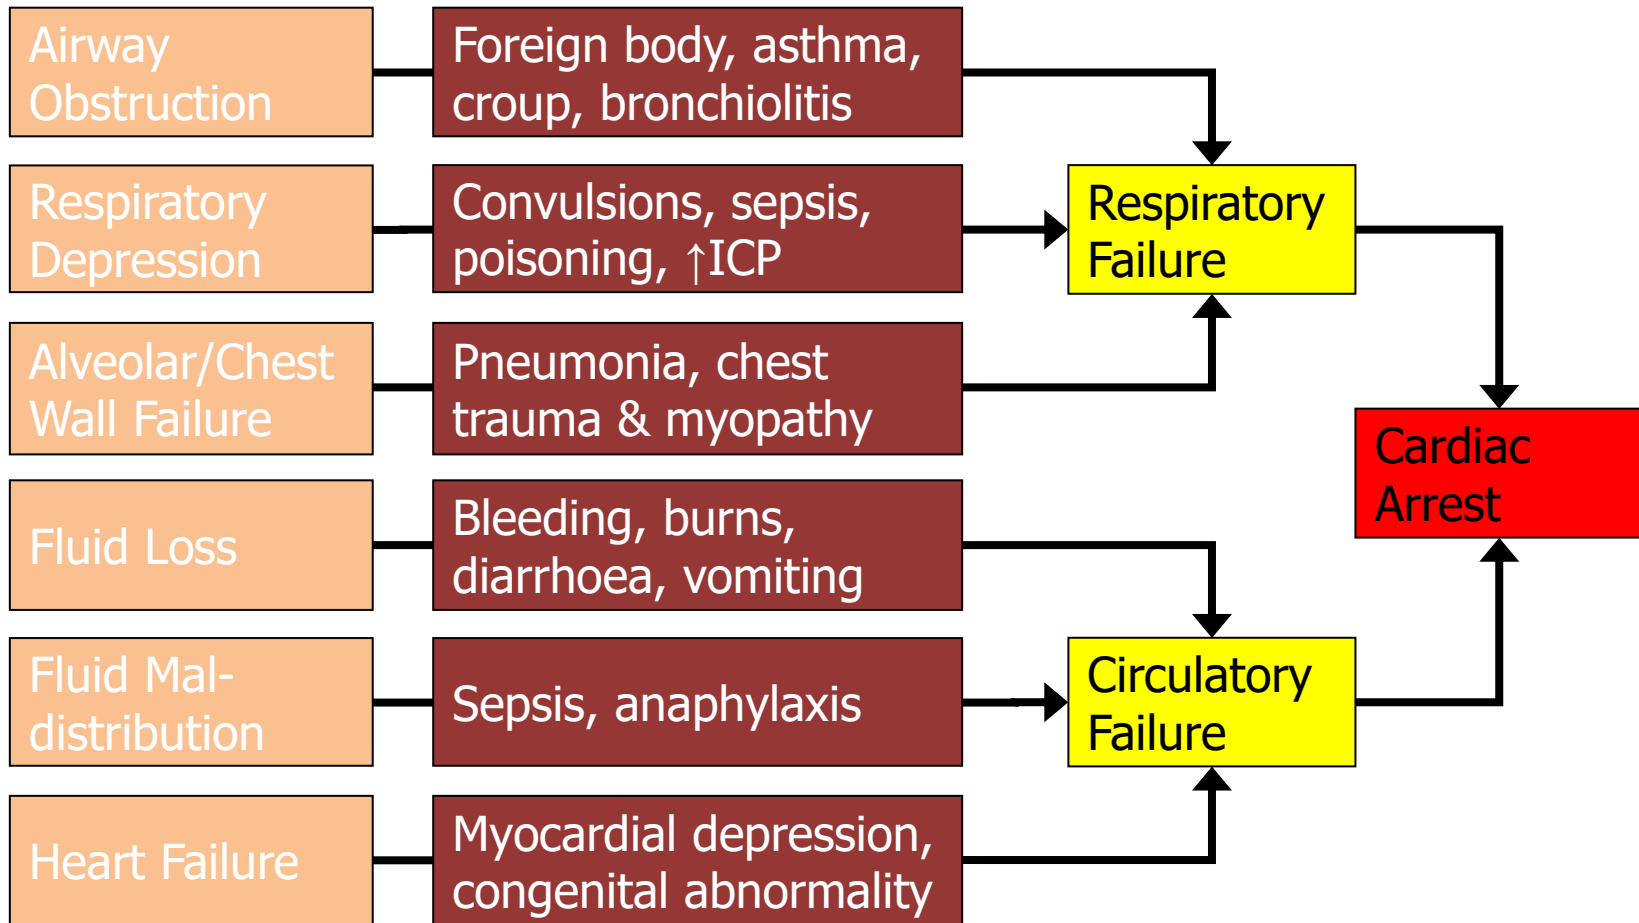 Airway
Obstruction
Foreign body, asthma,
croup, bronchiolitis
Respiratory
Depression
Convulsions, sepsis,
poisoning, ↑ICP
Respiratory
Failure
Alveolar/Chest
Wall Failure
Pneumonia, chest
trauma & myopathy
Cardiac
Arrest
Fluid Loss
Bleeding, burns,
diarrhoea, vomiting
Fluid Mal-
distribution
Sepsis, anaphylaxis
Circulatory
Failure
Heart Failure
Myocardial depression,
congenital abnormality